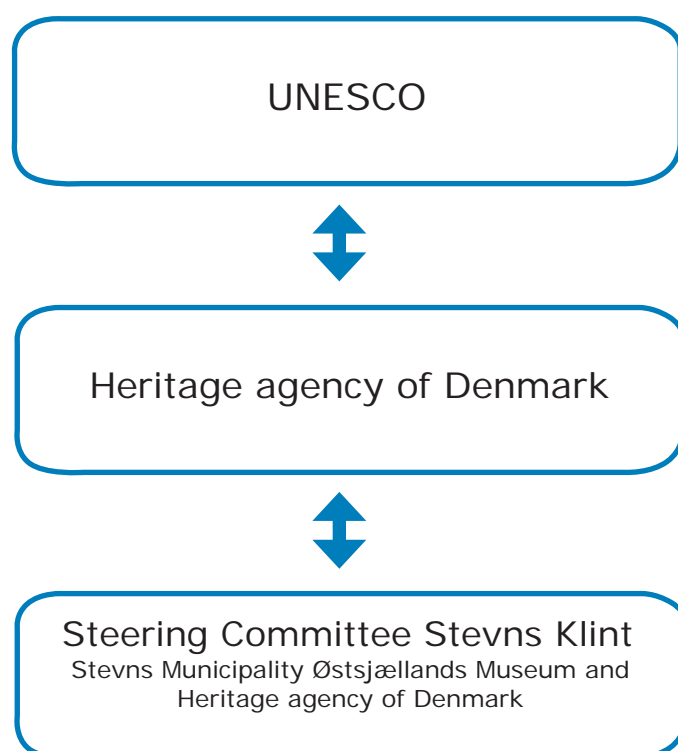 UNESCO
Heritage agency of Denmark
Steering Committee Stevns Klint
Stevns Municipality Østsjællands Museum and
Heritage agency of Denmark